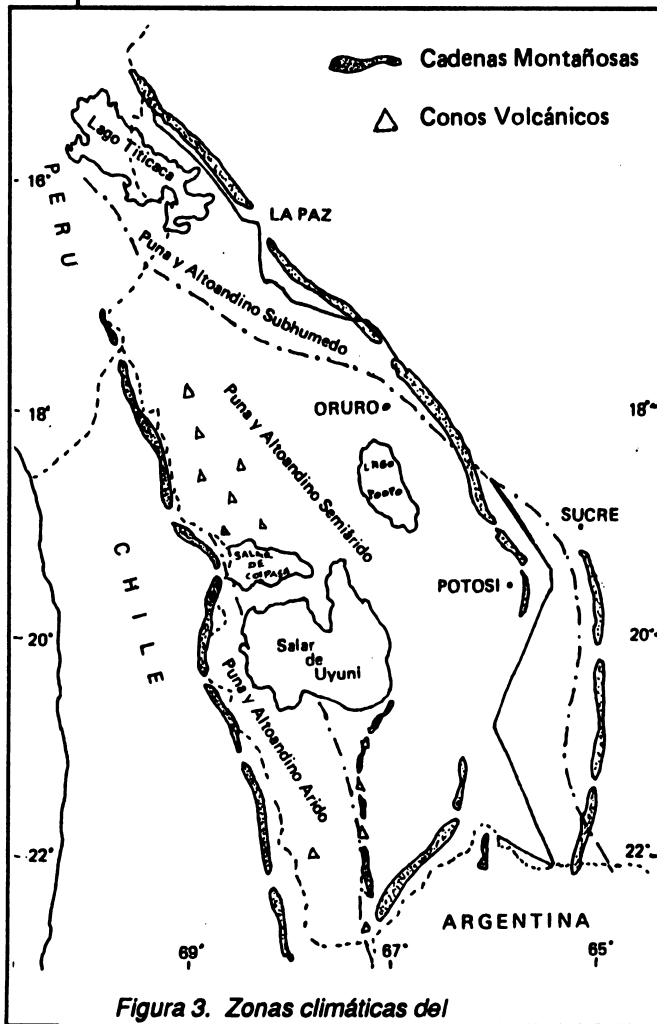 Cadenas Montañosas
Conos Volcánicos
Lago Titicaca
16°
PERU
LA PAZ
Puna y Altoandino Subhumedo
18°
ORURO
18°
Puna y Altoandino Semiárido
LAGO
POOPO
SUCRE
SALAR
DE
COIPASA
POTOSI
CHILE
20°
20°
Salar
de
Uyuni
Puna y Altoandino Arido
22°
22°
ARGENTINA
69°
67°
65°
Figura 3. Zonas climáticas del